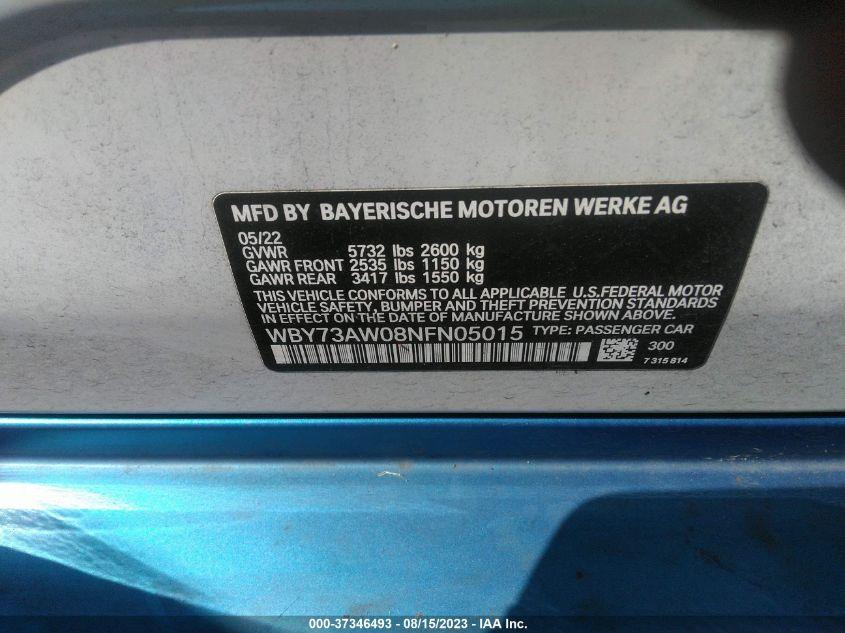 MFD BY BAYERISCHE MOTOREN WERKE AG
05/22
GVWR 5732 lbs 2600 kg
GAWR FRONT 2535 lbs 1150 kg
GAWR REAR 3417 lbs 1550 kg
THIS VEHICLE CONFORMS TO ALL APPLICABLE U.S.FEDERAL MOTOR
VEHICLE SAFETY, BUMPER AND THEFT PREVENTION STANDARDS
IN EFFECT ON THE DATE OF MANUFACTURE SHOWN ABOVE.
WBY73AW08NFN05015 TYPE: PASSENGER CAR
300
7315814
000-37346493 - 08/15/2023 - IAA Inc.